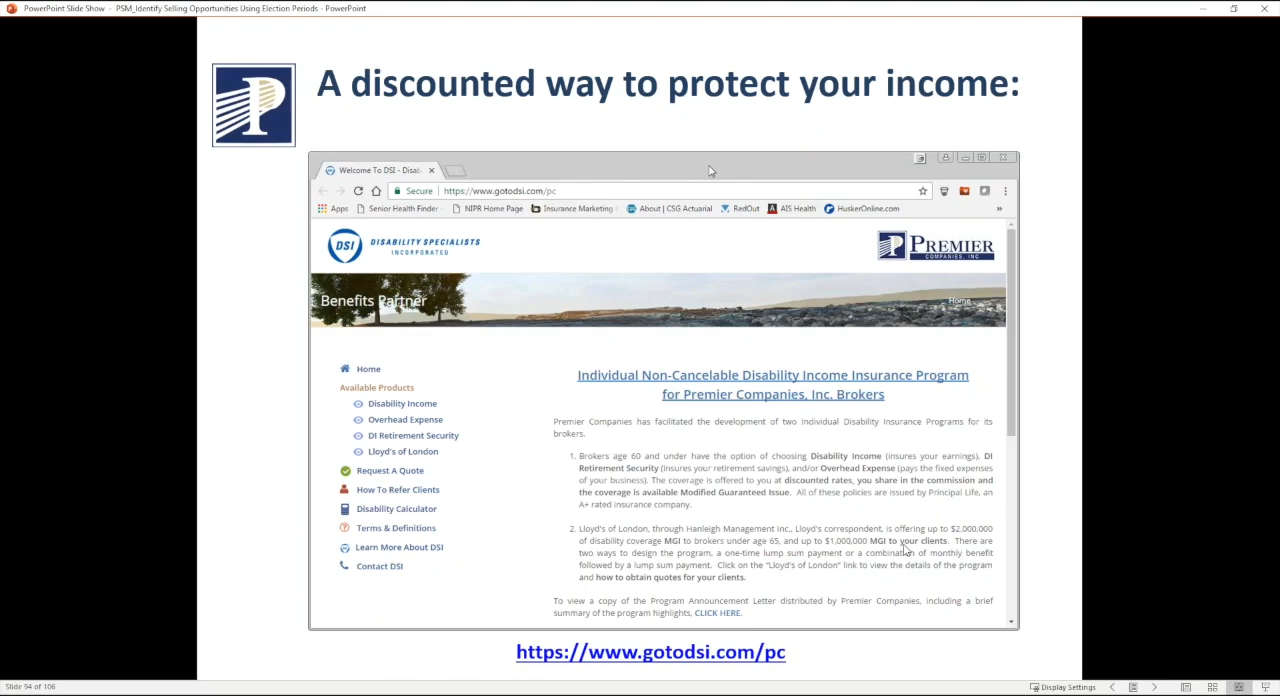 PowerPoint Slide Show - PSM_Identify Selling Opportunities Using Election Periods - PowerPoint
P
A discounted way to protect your income:
Welcome To DSI - Disab
Secure | https://www.gotodsi.com/pc
Apps Senior Health Finder NIPR Home Page Insurance Marketing About | CSG Actuarial RedOut AIS Health HuskerOnline.com »
DSI DISABILITY SPECIALISTS
INCORPORATED
P PREMIER
COMPANIES, INC
Benefits Partner
Home
Home
Available Products
Disability Income
Overhead Expense
DI Retirement Security
Lloyd's of London
Request A Quote
How To Refer Clients
Disability Calculator
Terms & Definitions
Learn More About DSI
Contact DSI
Individual Non-Cancelable Disability Income Insurance Program
for Premier Companies, Inc. Brokers
Premier Companies has facilitated the development of two Individual Disability Insurance Programs for its
brokers.
1. Brokers age 60 and under have the option of choosing Disability Income (insures your earnings), DI
Retirement Security (insures your retirement savings), and/or Overhead Expense (pays the fixed expenses
of your business). The coverage is offered to you at discounted rates, you share in the commission and
the coverage is available Modified Guaranteed Issue. All of these policies are issued by Principal Life, an
A+ rated insurance company.
2. Lloyd's of London, through Hanleigh Management Inc., Lloyd's correspondent, is offering up to $2,000,000
of disability coverage MGI to brokers under age 65, and up to $1,000,000 MGI to your clients. There are
two ways to design the program, a one-time lump sum payment or a combination of monthly benefit
followed by a lump sum payment. Click on the "Lloyd's of London" link to view the details of the program
and how to obtain quotes for your clients.
To view a copy of the Program Announcement Letter distributed by Premier Companies, including a brief
summary of the program highlights, CLICK HERE.
https://www.gotodsi.com/pc
Slide 94 of 106
Display Settings